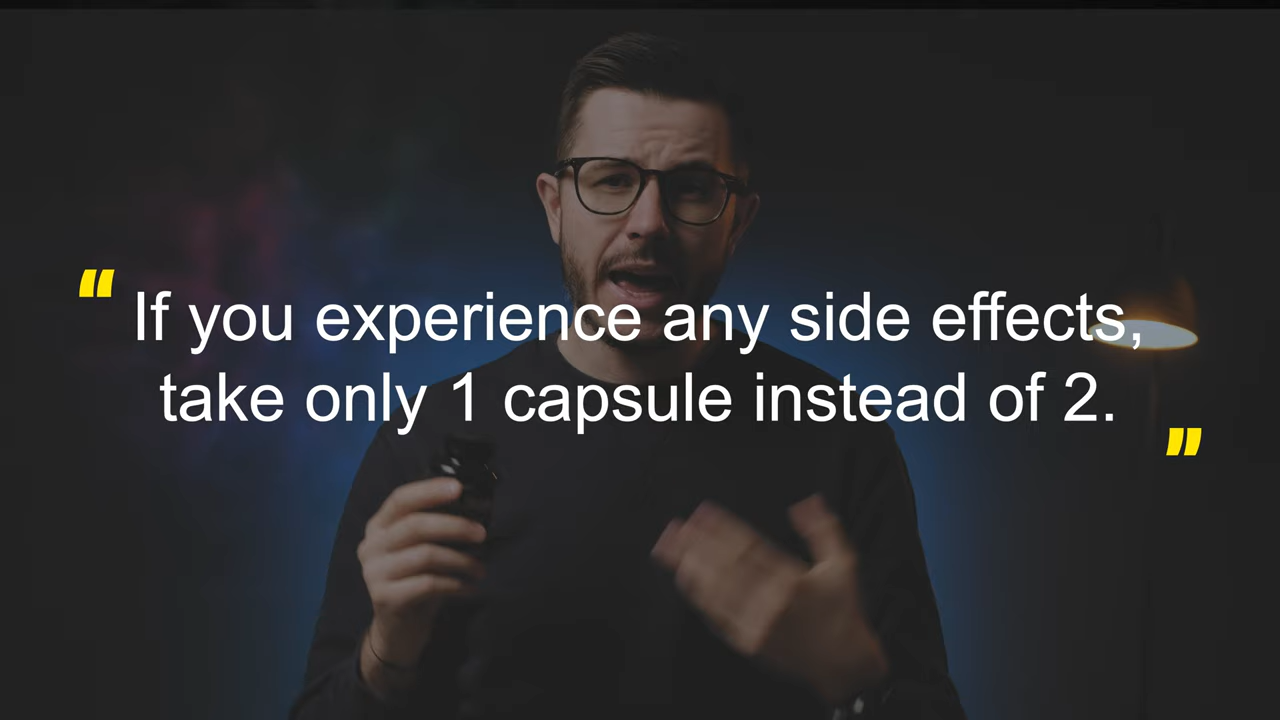 "If you experience any side effects,
take only 1 capsule instead of 2."